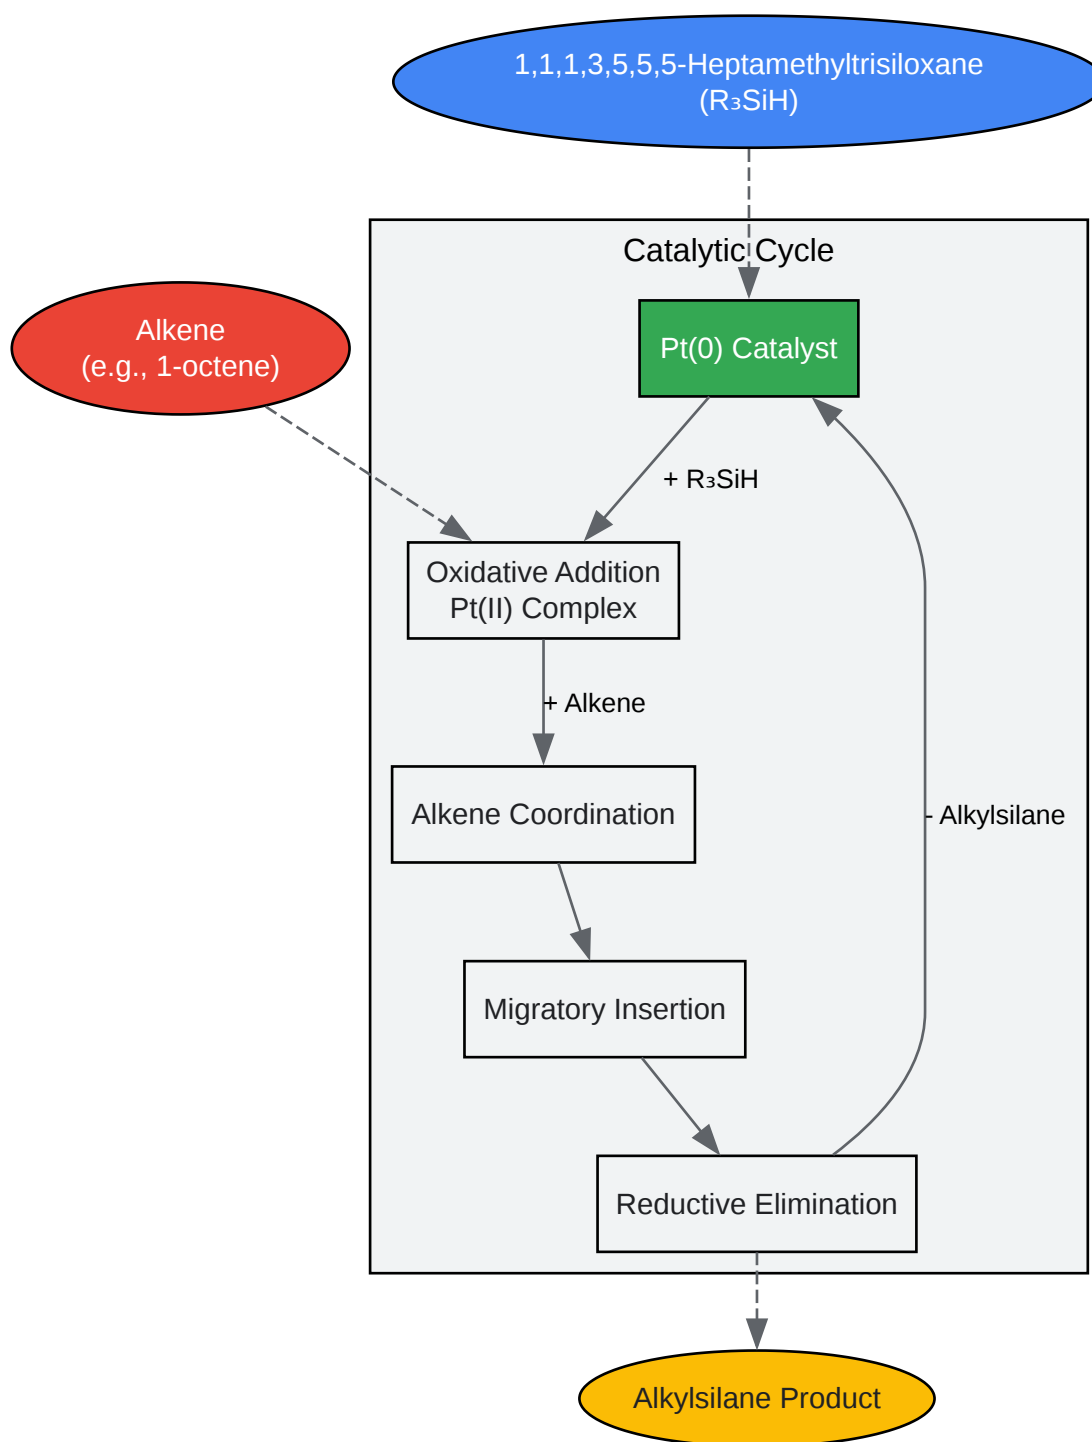 1,1,1,3,5,5,5-Heptamethyltrisiloxane
(R₃SiH)
Catalytic Cycle
Alkene
(e.g., 1-octene)
Pt(0) Catalyst
+ R₃SiH
Oxidative Addition
Pt(II) Complex
+ Alkene
Alkene Coordination
- Alkylsilane
Migratory Insertion
Reductive Elimination
Alkylsilane Product